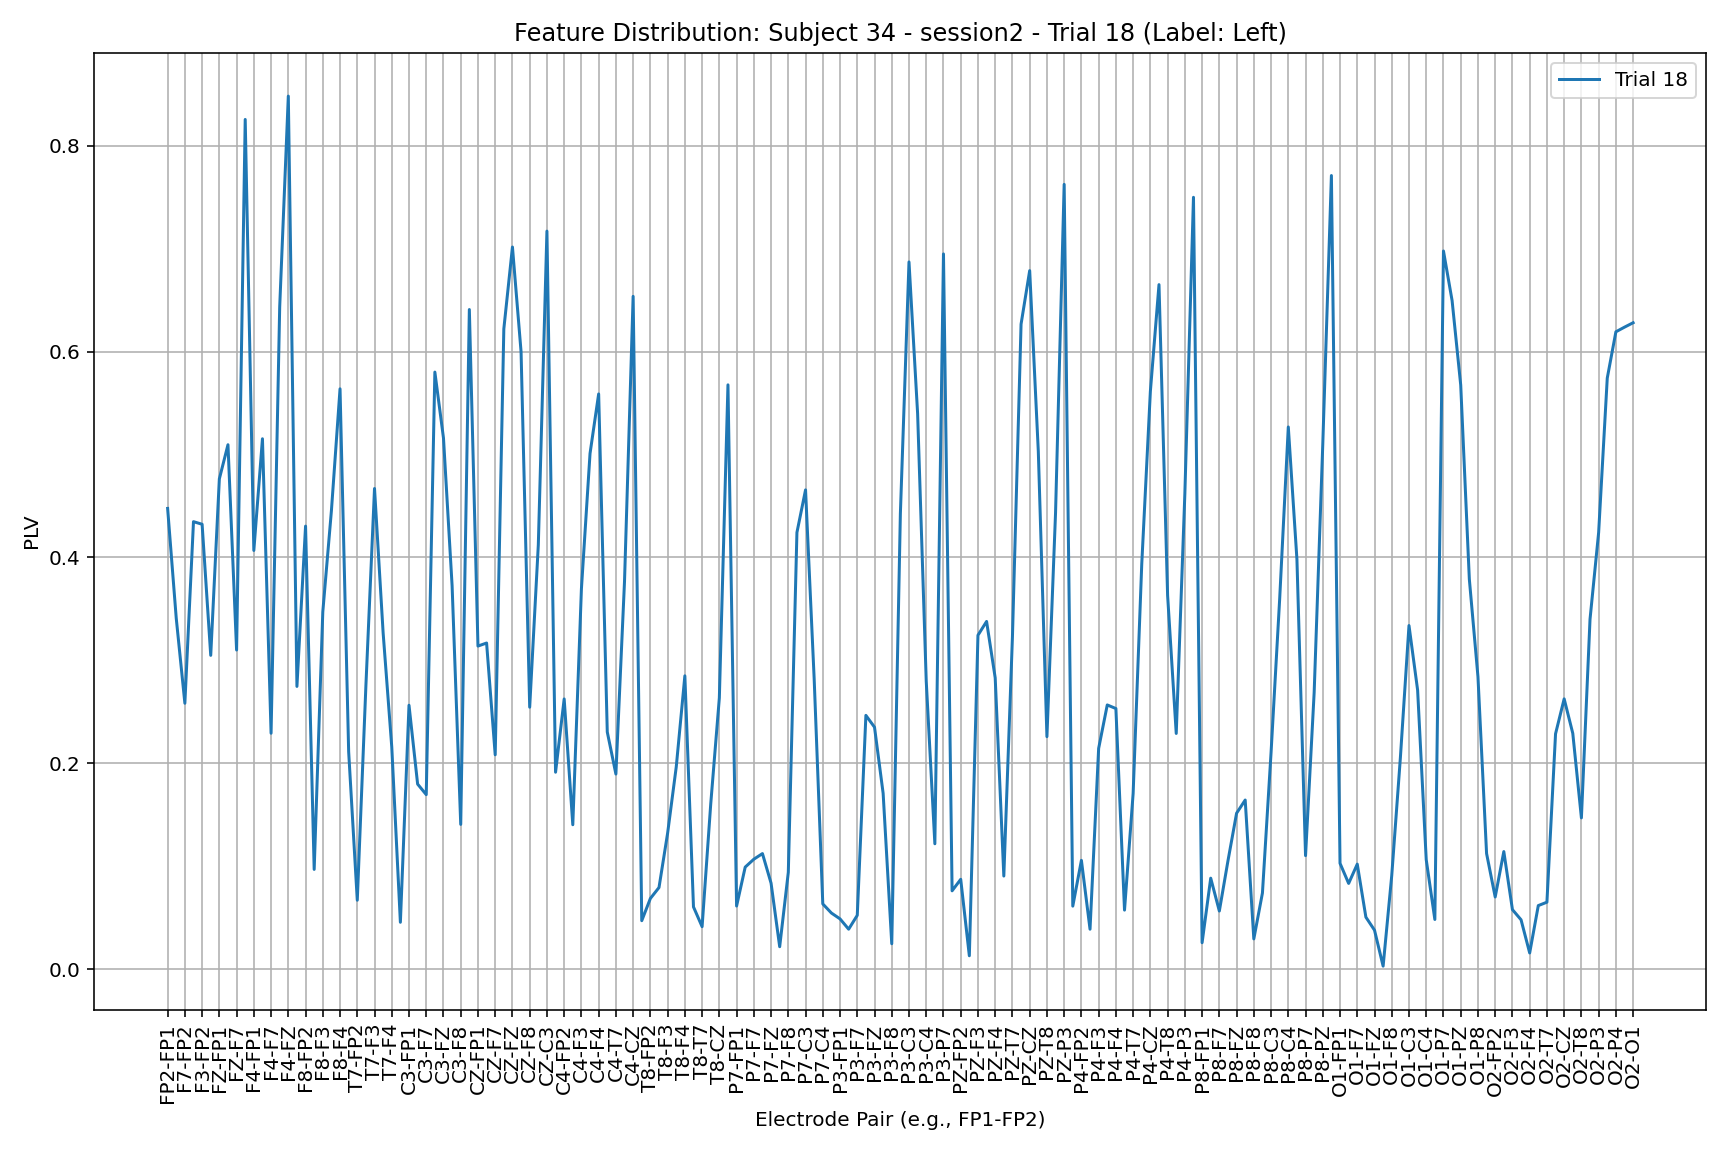 Feature Distribution: Subject 34 - session2 - Trial 18 (Label: Left)
Trial 18
PLV
0.8
0.6
0.4
0.2
0.0
FP2-FP1
F7-FP2
F3-FP2
FZ-FP1
FZ-F7
F4-FP1
F4-F7
F4-FZ
F8-FP2
F8-F3
F8-F4
T7-FP2
T7-F3
T7-F4
C3-FP1
C3-F7
C3-FZ
C3-F8
CZ-FP1
CZ-F7
CZ-FZ
CZ-F8
CZ-C3
C4-FP2
C4-F3
C4-F4
C4-T7
C4-CZ
T8-FP2
T8-F3
T8-F4
T8-T7
T8-CZ
P7-FP1
P7-F7
P7-FZ
P7-F8
P7-C3
P7-C4
P3-FP1
P3-F7
P3-FZ
P3-F8
P3-C3
P3-C4
P3-P7
PZ-FP2
PZ-F3
PZ-F4
PZ-T7
PZ-CZ
PZ-T8
PZ-P3
P4-FP2
P4-F3
P4-F4
P4-T7
P4-CZ
P4-T8
P4-P3
P8-FP1
P8-F7
P8-FZ
P8-F8
P8-C3
P8-C4
P8-P7
P8-PZ
O1-FP1
O1-F7
O1-FZ
O1-F8
O1-C3
O1-C4
O1-P7
O1-PZ
O1-P8
O2-FP2
O2-F3
O2-F4
O2-T7
O2-CZ
O2-T8
O2-P3
O2-P4
O2-O1
Electrode Pair (e.g., FP1-FP2)